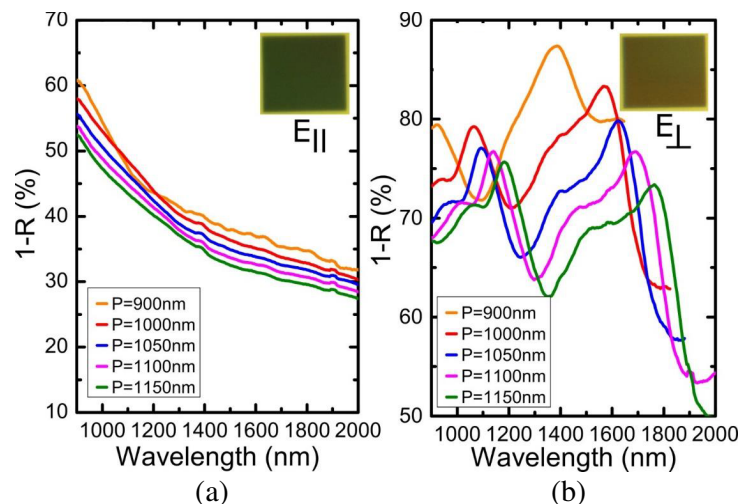 70
60
50
40
30
20
10
1-R (%)
E||
P=900nm
P=1000nm
P=1050nm
P=1100nm
P=1150nm
1000 1200 1400 1600 1800 2000
Wavelength (nm)
(a)
90
80
70
60
50
1-R (%)
E⊥
P=900nm
P=1000nm
P=1050nm
P=1100nm
P=1150nm
1000 1200 1400 1600 1800 2000
Wavelength (nm)
(b)